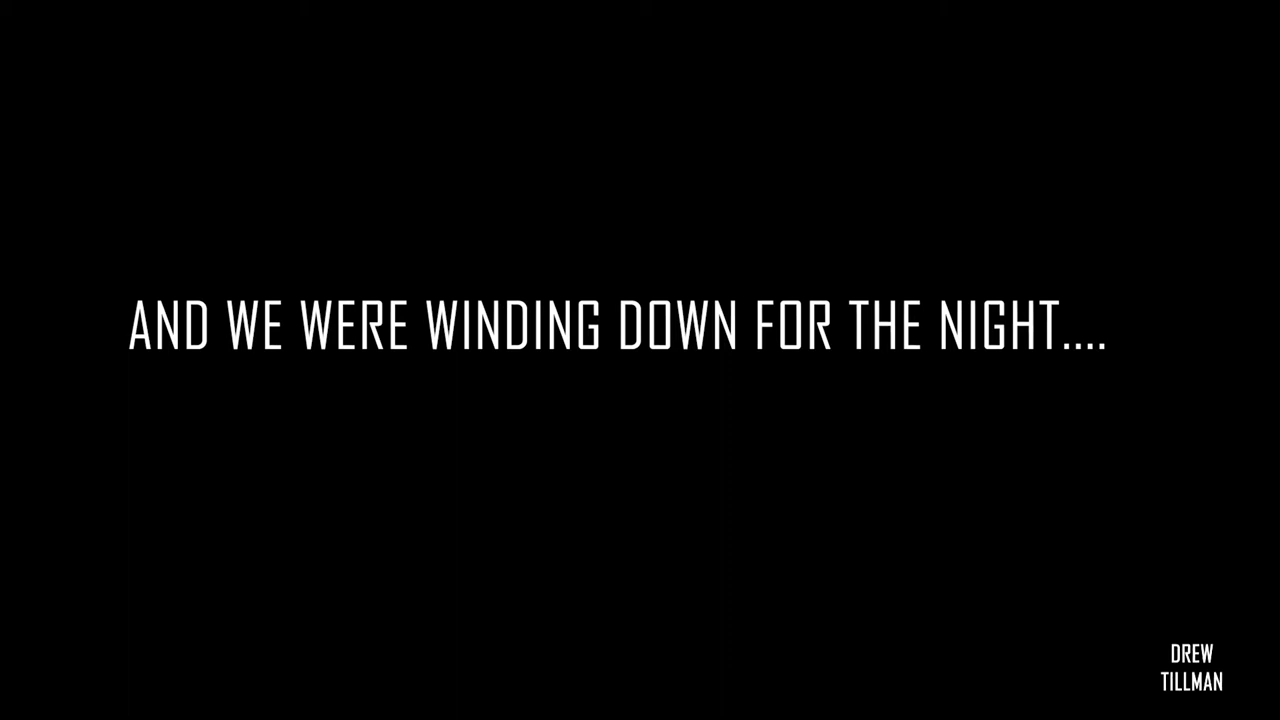 AND WE WERE WINDING DOWN FOR THE NIGHT....
DREW
TILLMAN